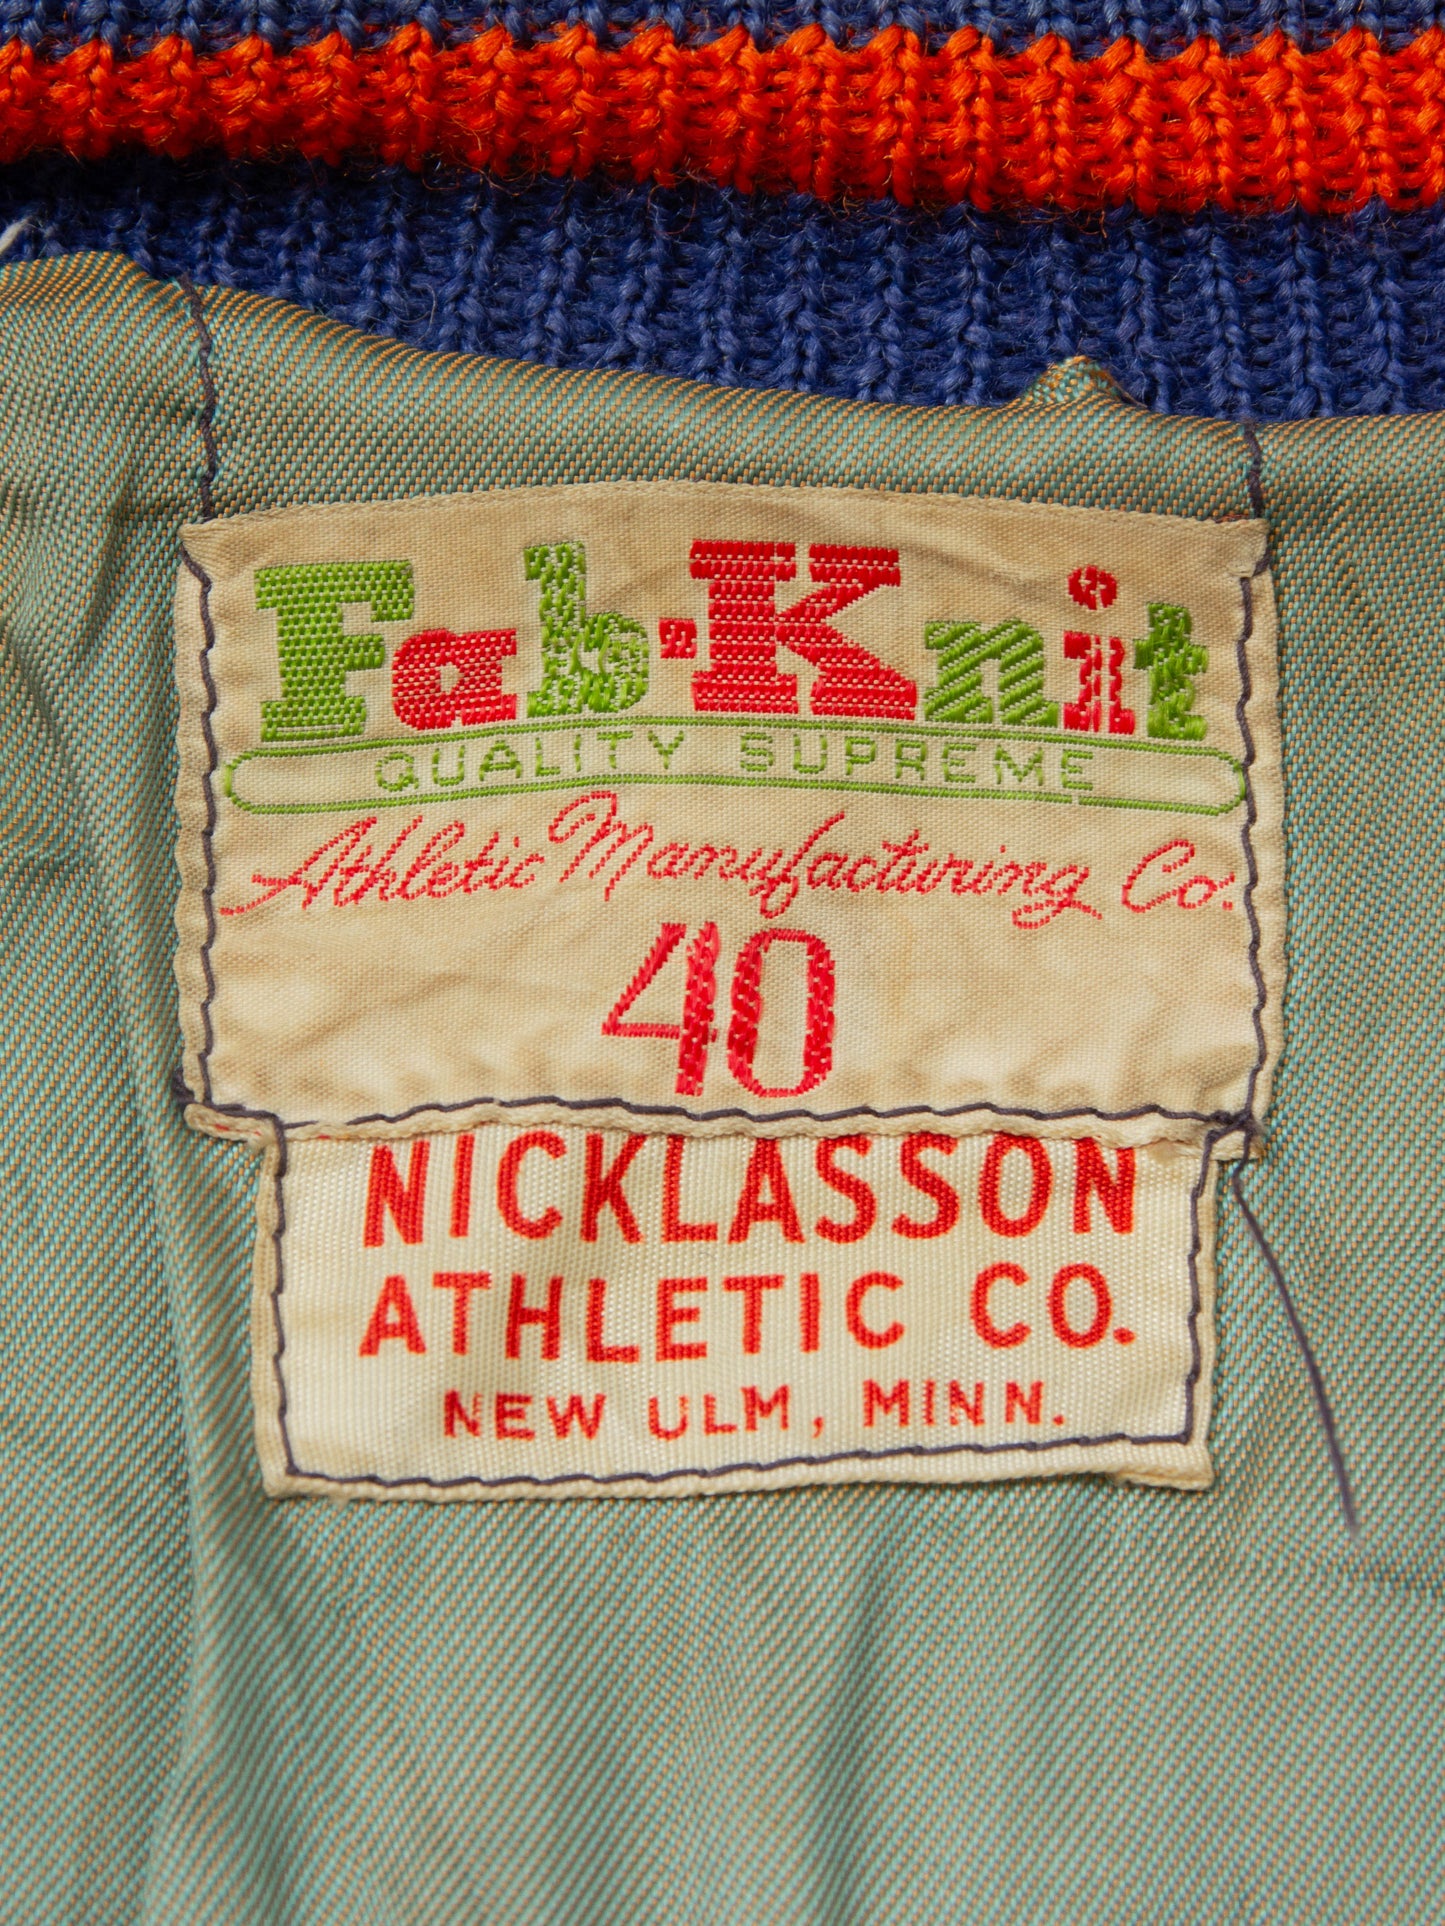 Fab-Knit
QUALITY SUPREME
Athletic Manufacturing Co.
40
NICKLASSON
ATHLETIC CO.
NEW ULM, MINN.